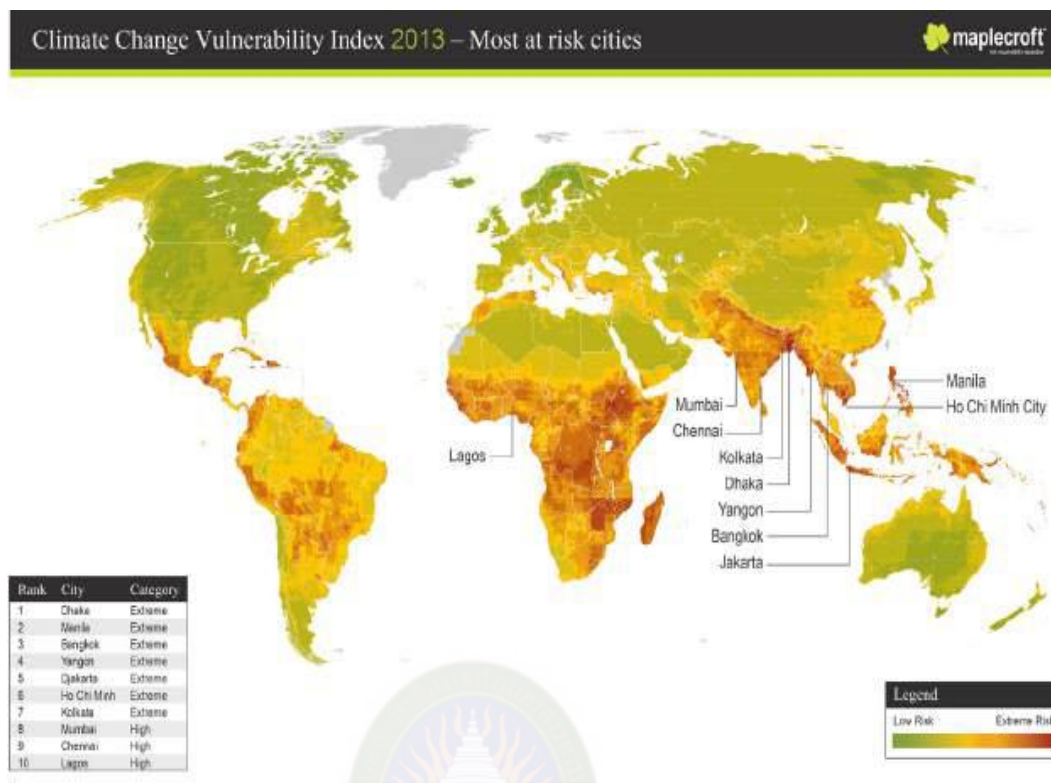 Climate Change Vulnerability Index 2013 – Most at risk cities
maplecroft
Manila
Ho Chi Minh City
Mumbai
Chennai
Lagos
Kolkata
Dhaka
Yangon
Bangkok
Jakarta
Rank City Category
1 Dhaka Extreme
2 Manila Extreme
3 Bangkok Extreme
4 Yangon Extreme
5 Djakarta Extreme
6 Ho Chi Minh Extreme
7 Kolkata Extreme
8 Mumbai High
9 Chennai High
10 Lagos High
Legend
Low Risk Extreme Risk